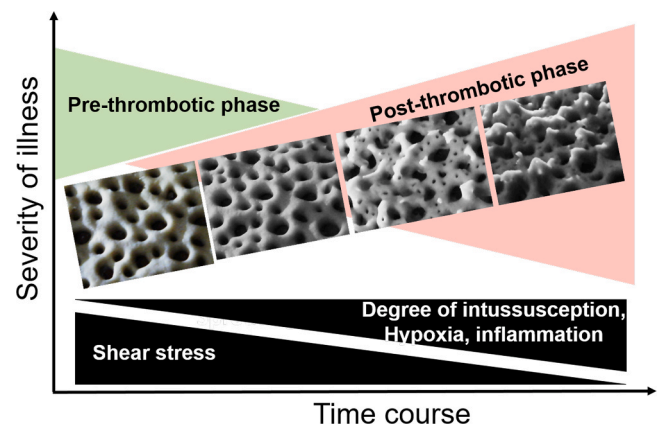 Severity of illness
Pre-thrombotic phase
Post-thrombotic phase
Degree of intussusception,
Hypoxia, inflammation
Shear stress
Time course